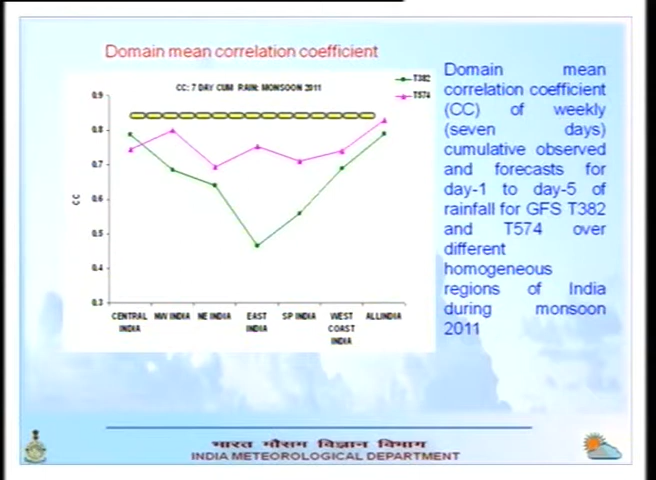 Domain mean correlation coefficient
CC: 7 DAY CUM RAIN: MONSOON 2011
T382
T574
0.9
0.8
0.7
0.6
0.5
0.4
0.3
CC
CENTRAL INDIA
NW INDIA
NE INDIA
EAST INDIA
SP INDIA
WEST COAST INDIA
ALL INDIA
Domain mean
correlation coefficient
(CC) of weekly
(seven days)
cumulative observed
and forecasts for
day-1 to day-5 of
rainfall for GFS T382
and T574 over
different
homogeneous
regions of India
during monsoon
2011
भारत मौसम विज्ञान विभाग
INDIA METEOROLOGICAL DEPARTMENT